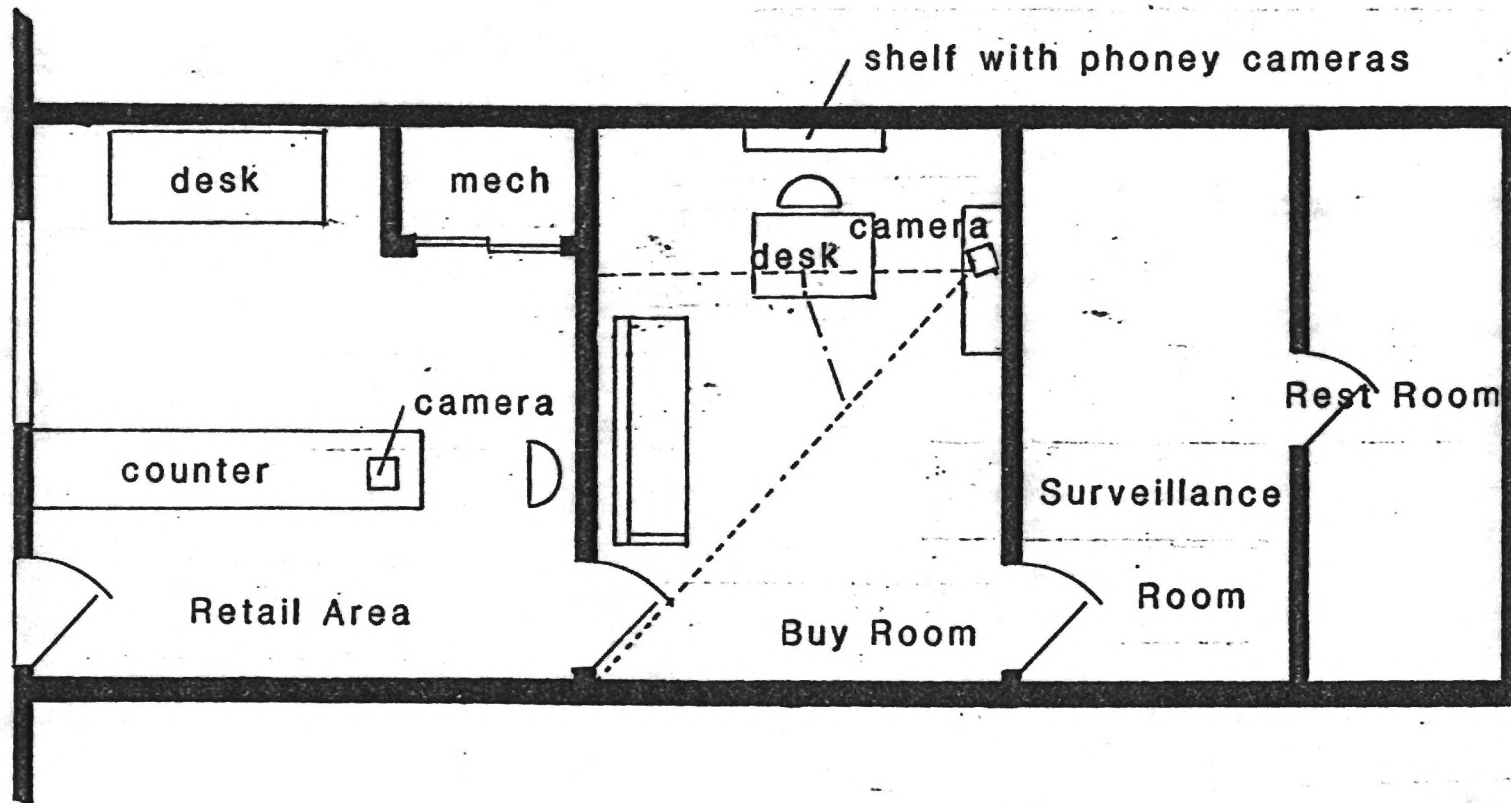 shelf with phoney cameras
desk
mech
camera
desk
camera
counter
Rest Room
Surveillance
Room
Retail Area
Buy Room